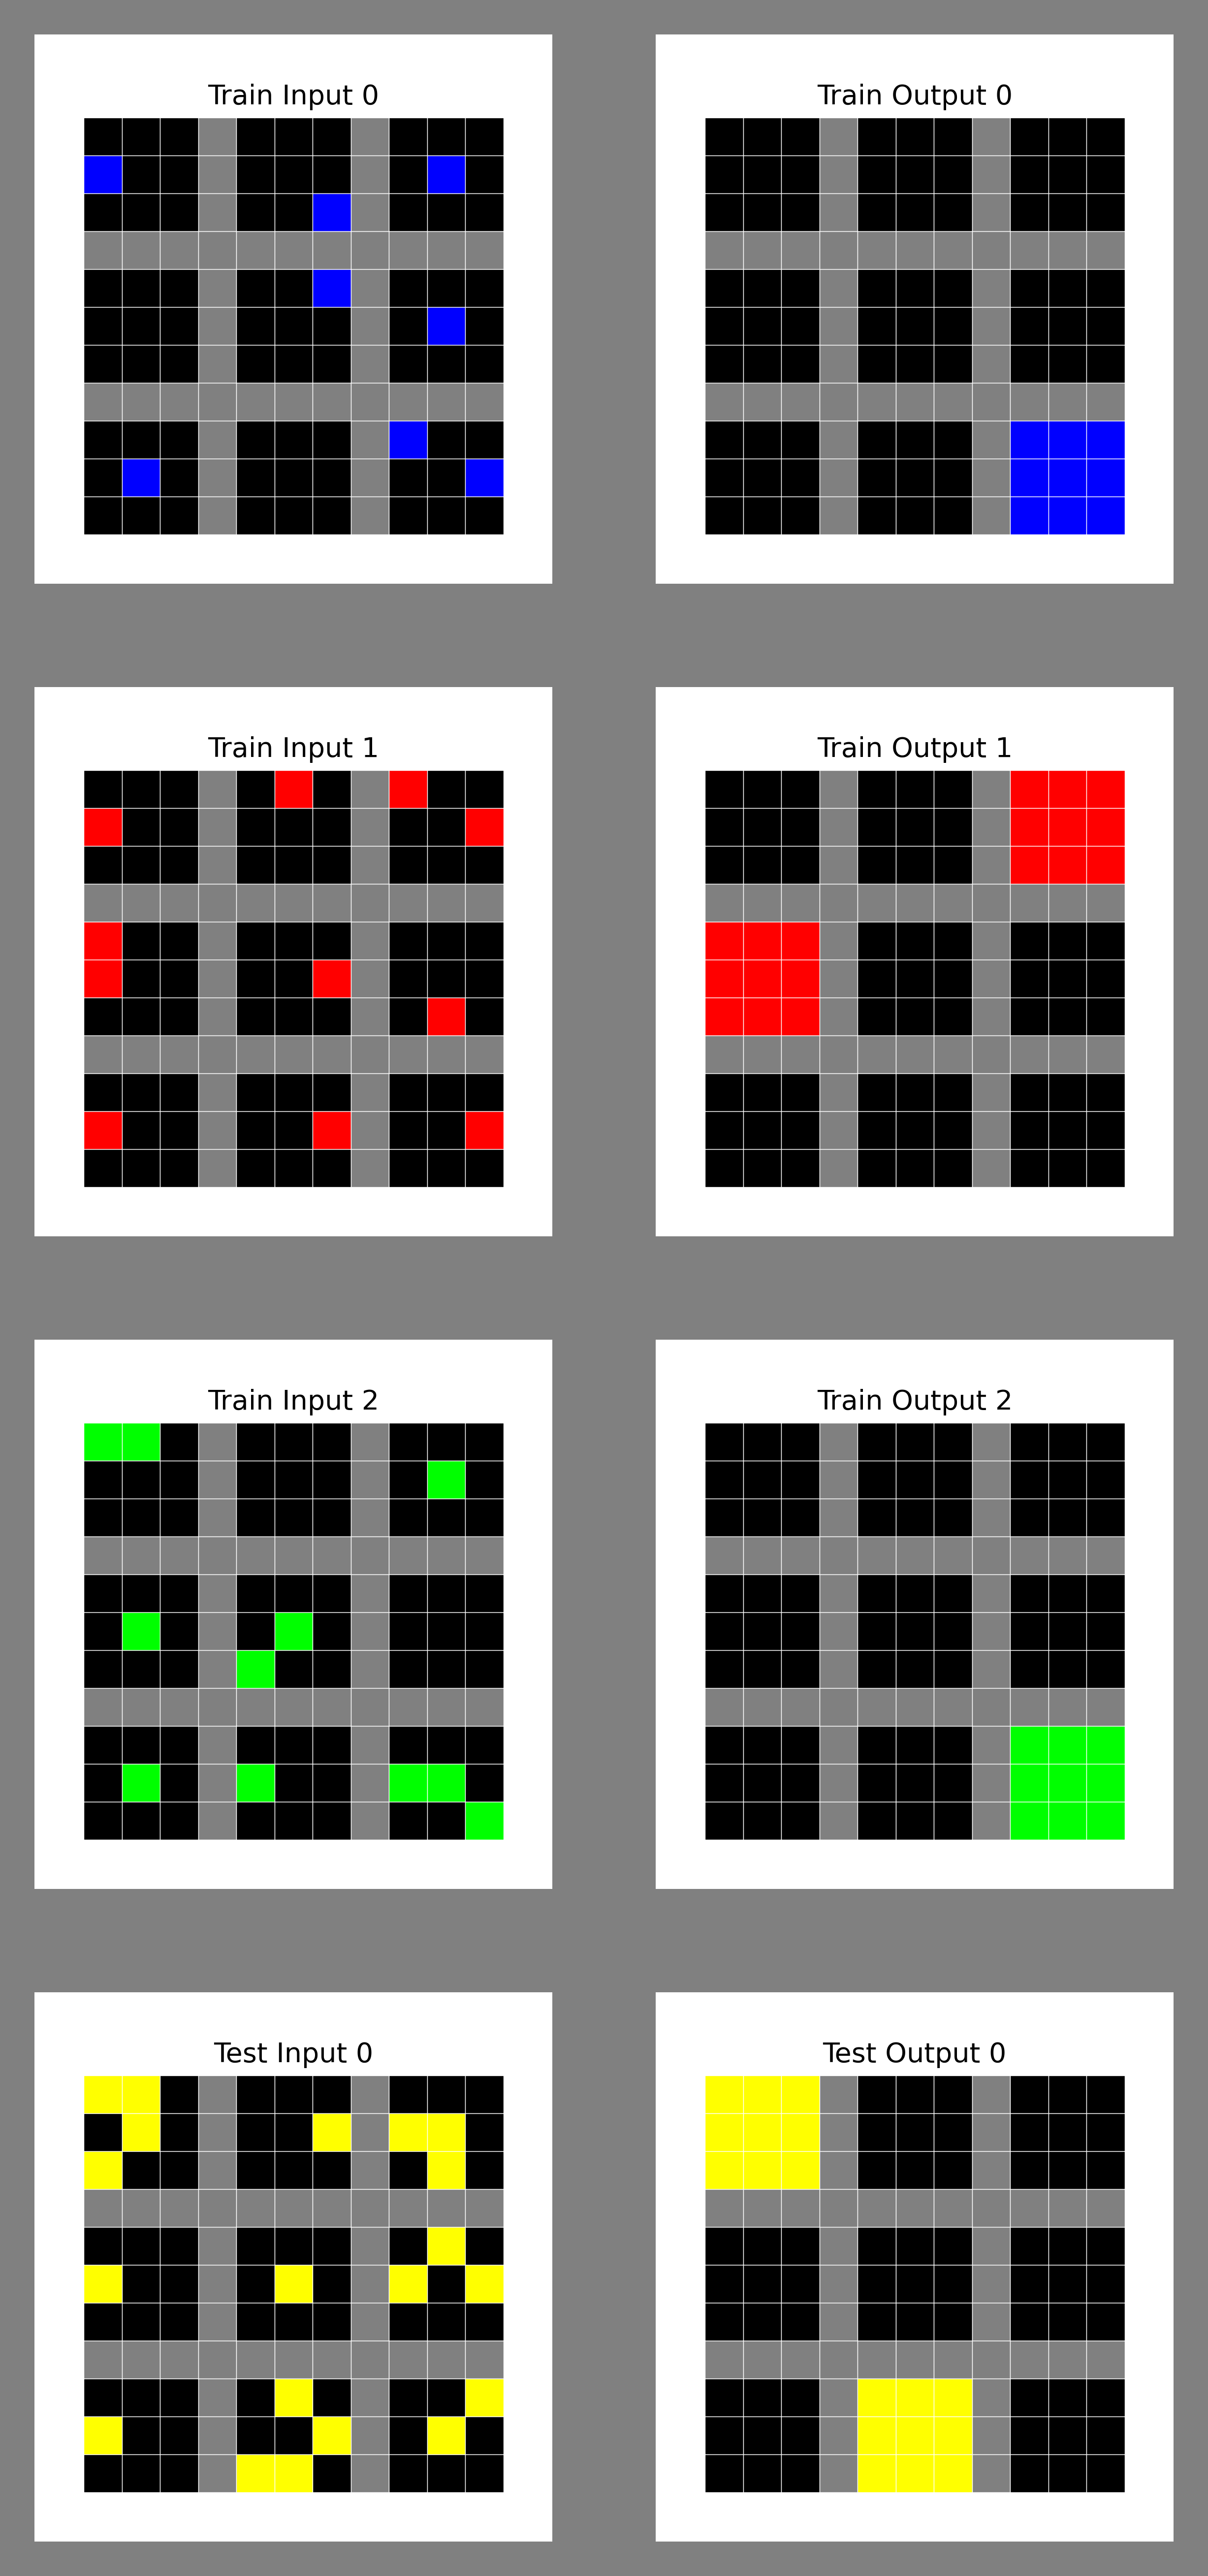 Train Input 0
Train Output 0
Train Input 1
Train Output 1
Train Input 2
Train Output 2
Test Input 0
Test Output 0